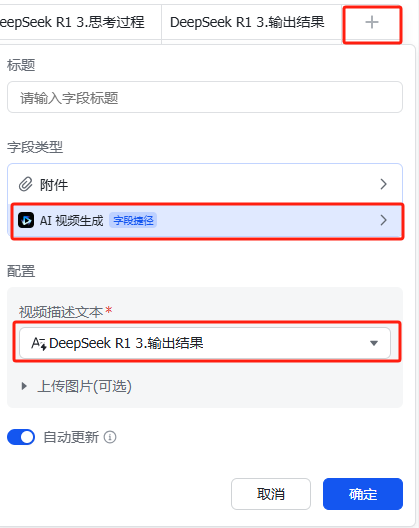 eepSeek R1 3.思考过程 DeepSeek R1 3.输出结果 +
标题
请输入字段标题
字段类型
附件
AI 视频生成 字段捷径
配置
视频描述文本*
DeepSeek R1 3.输出结果
上传图片(可选)
自动更新
取消 确定